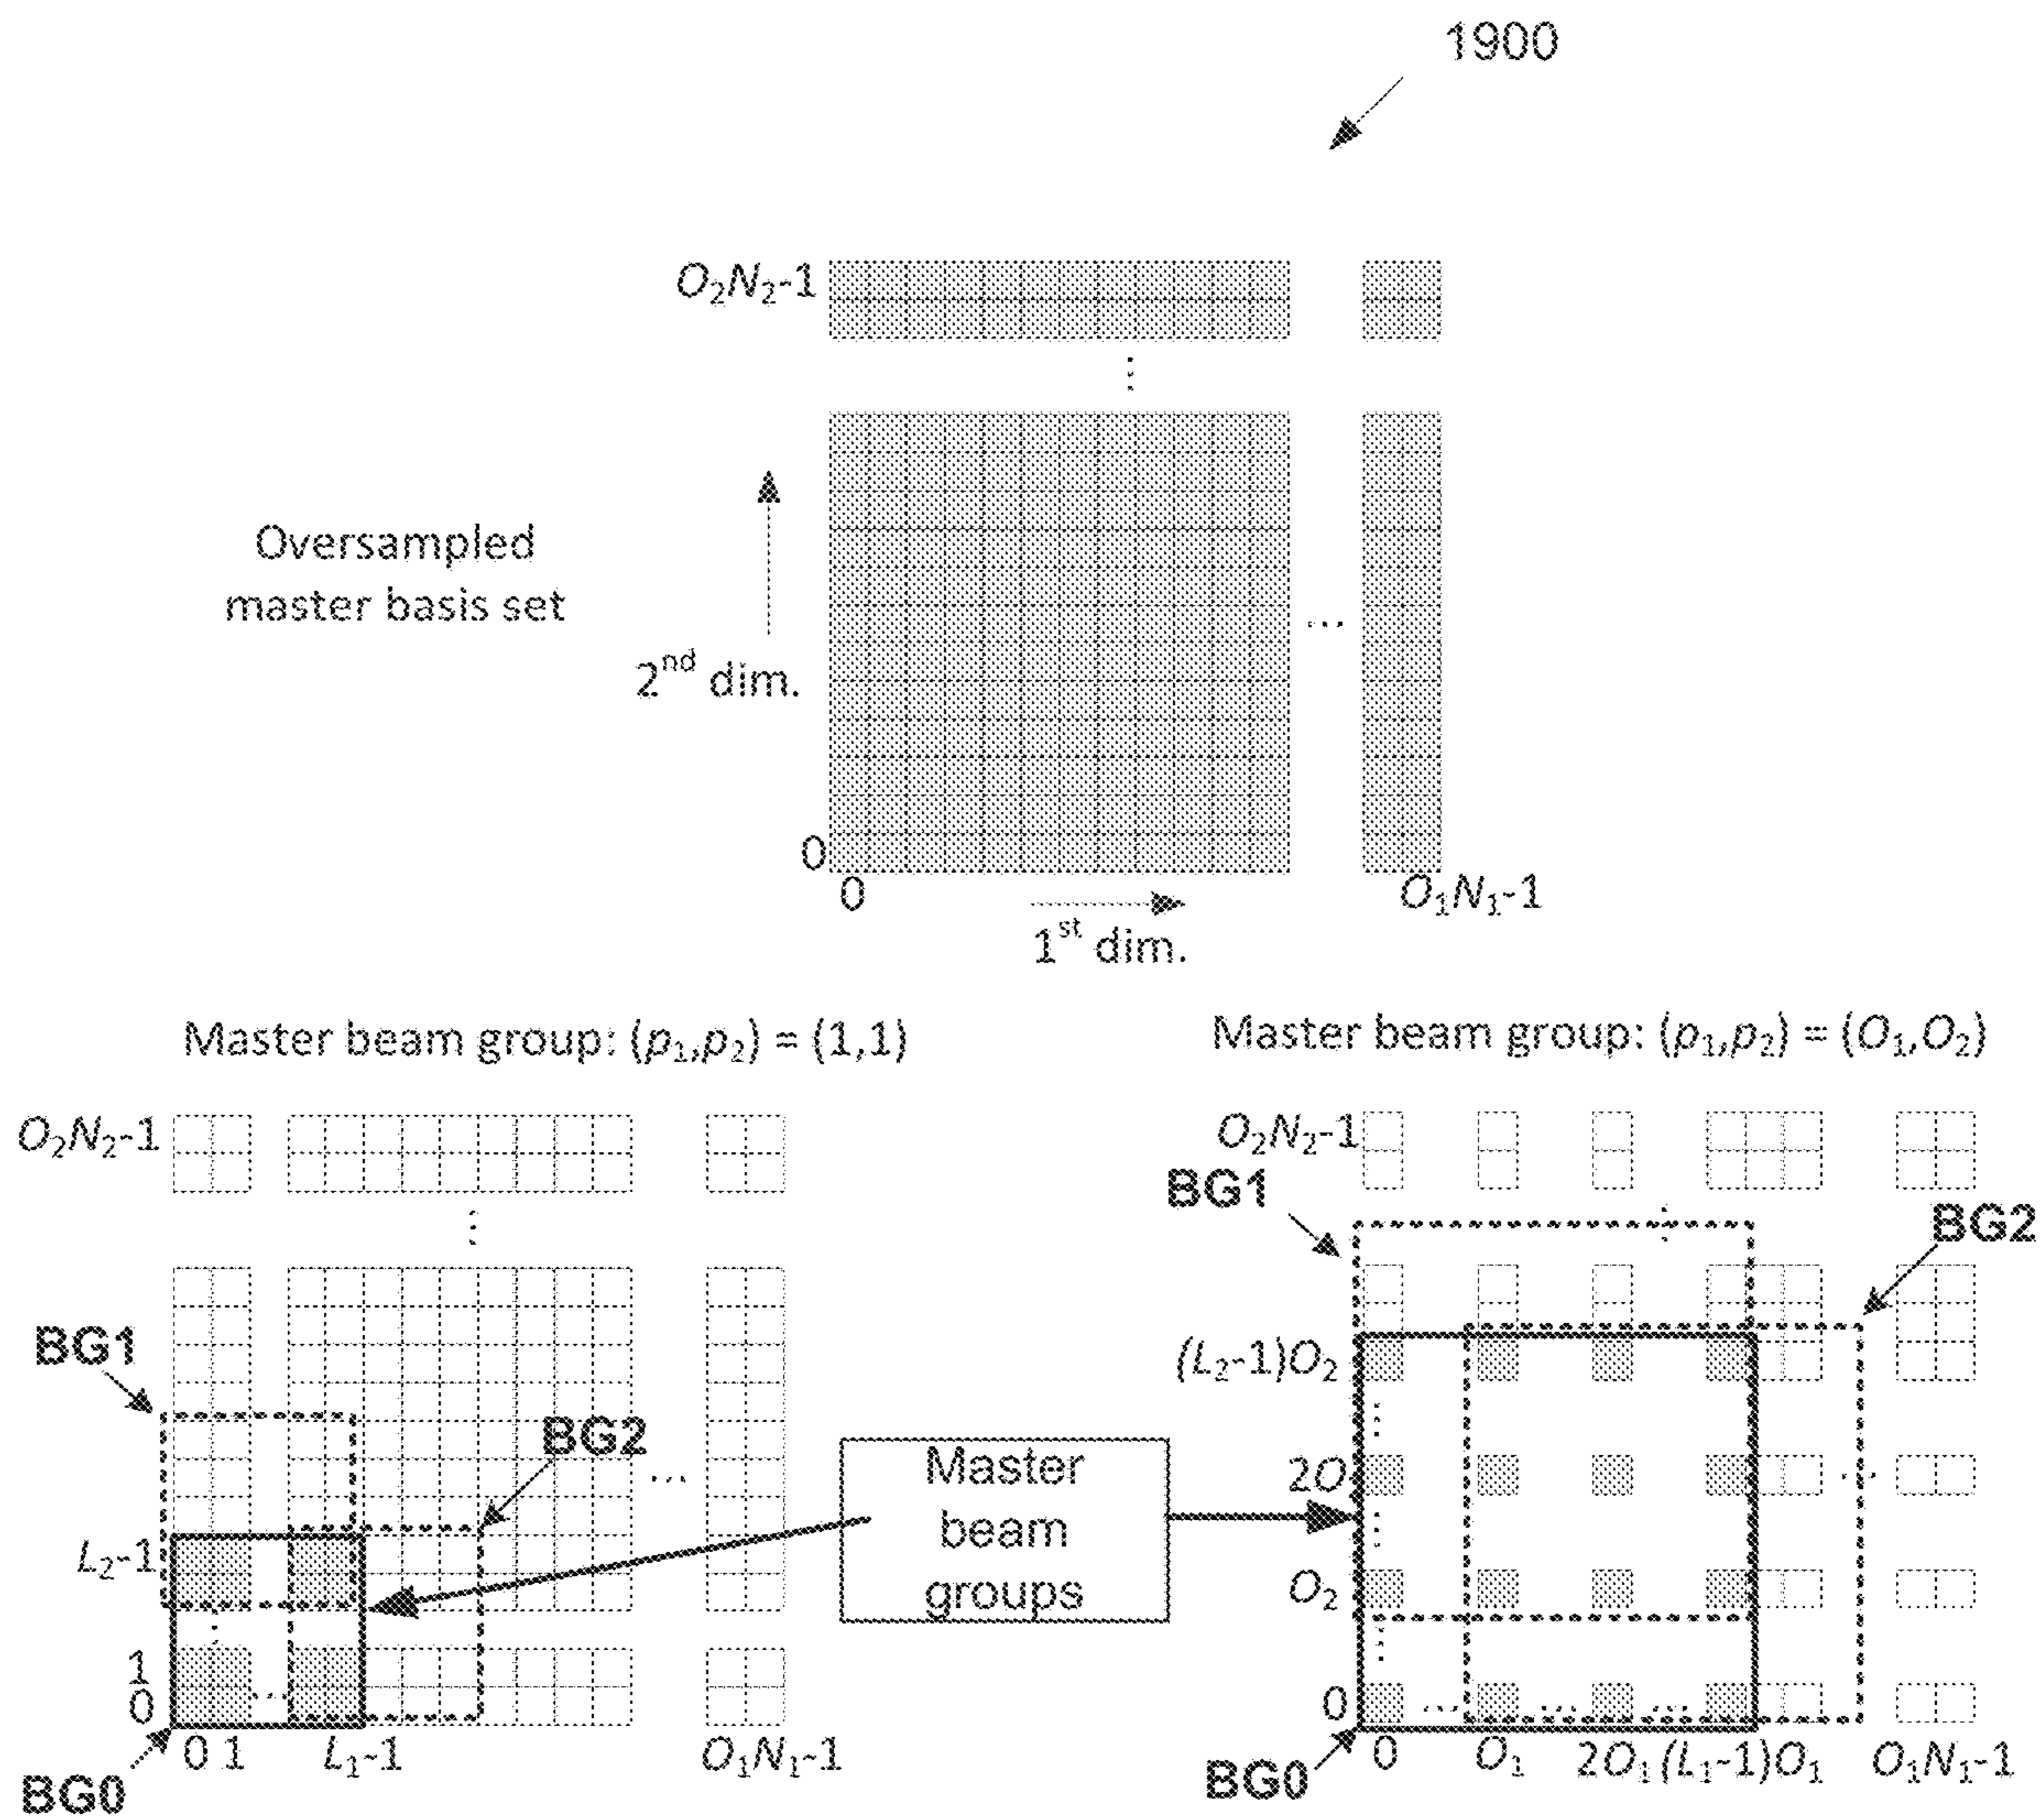 1900
O₂N₂-1
⋮
Oversampled
master basis set
2ⁿᵈ dim.
...
0
0
O₁N₁-1
1ˢᵗ dim.
Master beam group: (p₁,p₂) = (1,1)
O₂N₂-1
⋮
BG1
BG2
...
L₂-1
⋮
1
0
...
0 1
L₁-1
O₁N₁-1
BG0
Master
beam
groups
Master beam group: (p₁,p₂) = (O₁,O₂)
O₂N₂-1
BG1
BG2
⋮
(L₂-1)O₂
⋮
2O
...
⋮
O₂
⋮
0
... ... ...
0
O₁
2O₁
(L₁-1)O₁
O₁N₁-1
BG0